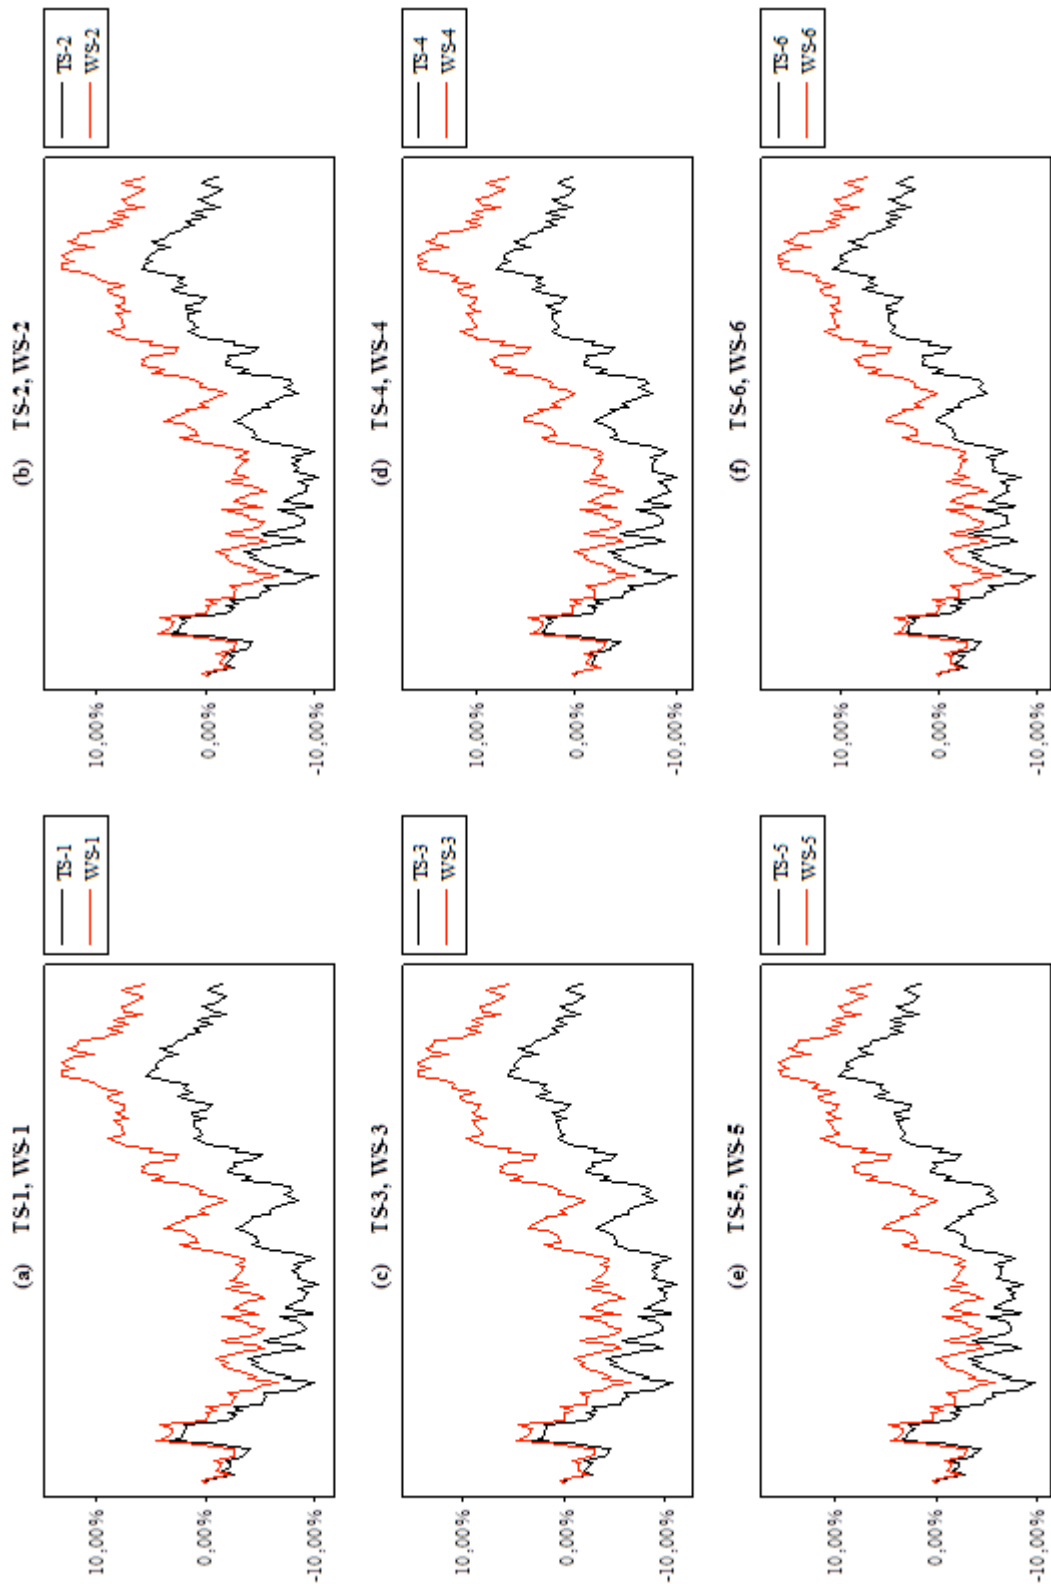 (a) TS-1, WS-1
10,00%
0,00%
-10,00%
TS-1
WS-1
(b) TS-2, WS-2
10,00%
0,00%
-10,00%
TS-2
WS-2
(c) TS-3, WS-3
10,00%
0,00%
-10,00%
TS-3
WS-3
(d) TS-4, WS-4
10,00%
0,00%
-10,00%
TS-4
WS-4
(e) TS-5, WS-5
10,00%
0,00%
-10,00%
TS-5
WS-5
(f) TS-6, WS-6
10,00%
0,00%
-10,00%
TS-6
WS-6